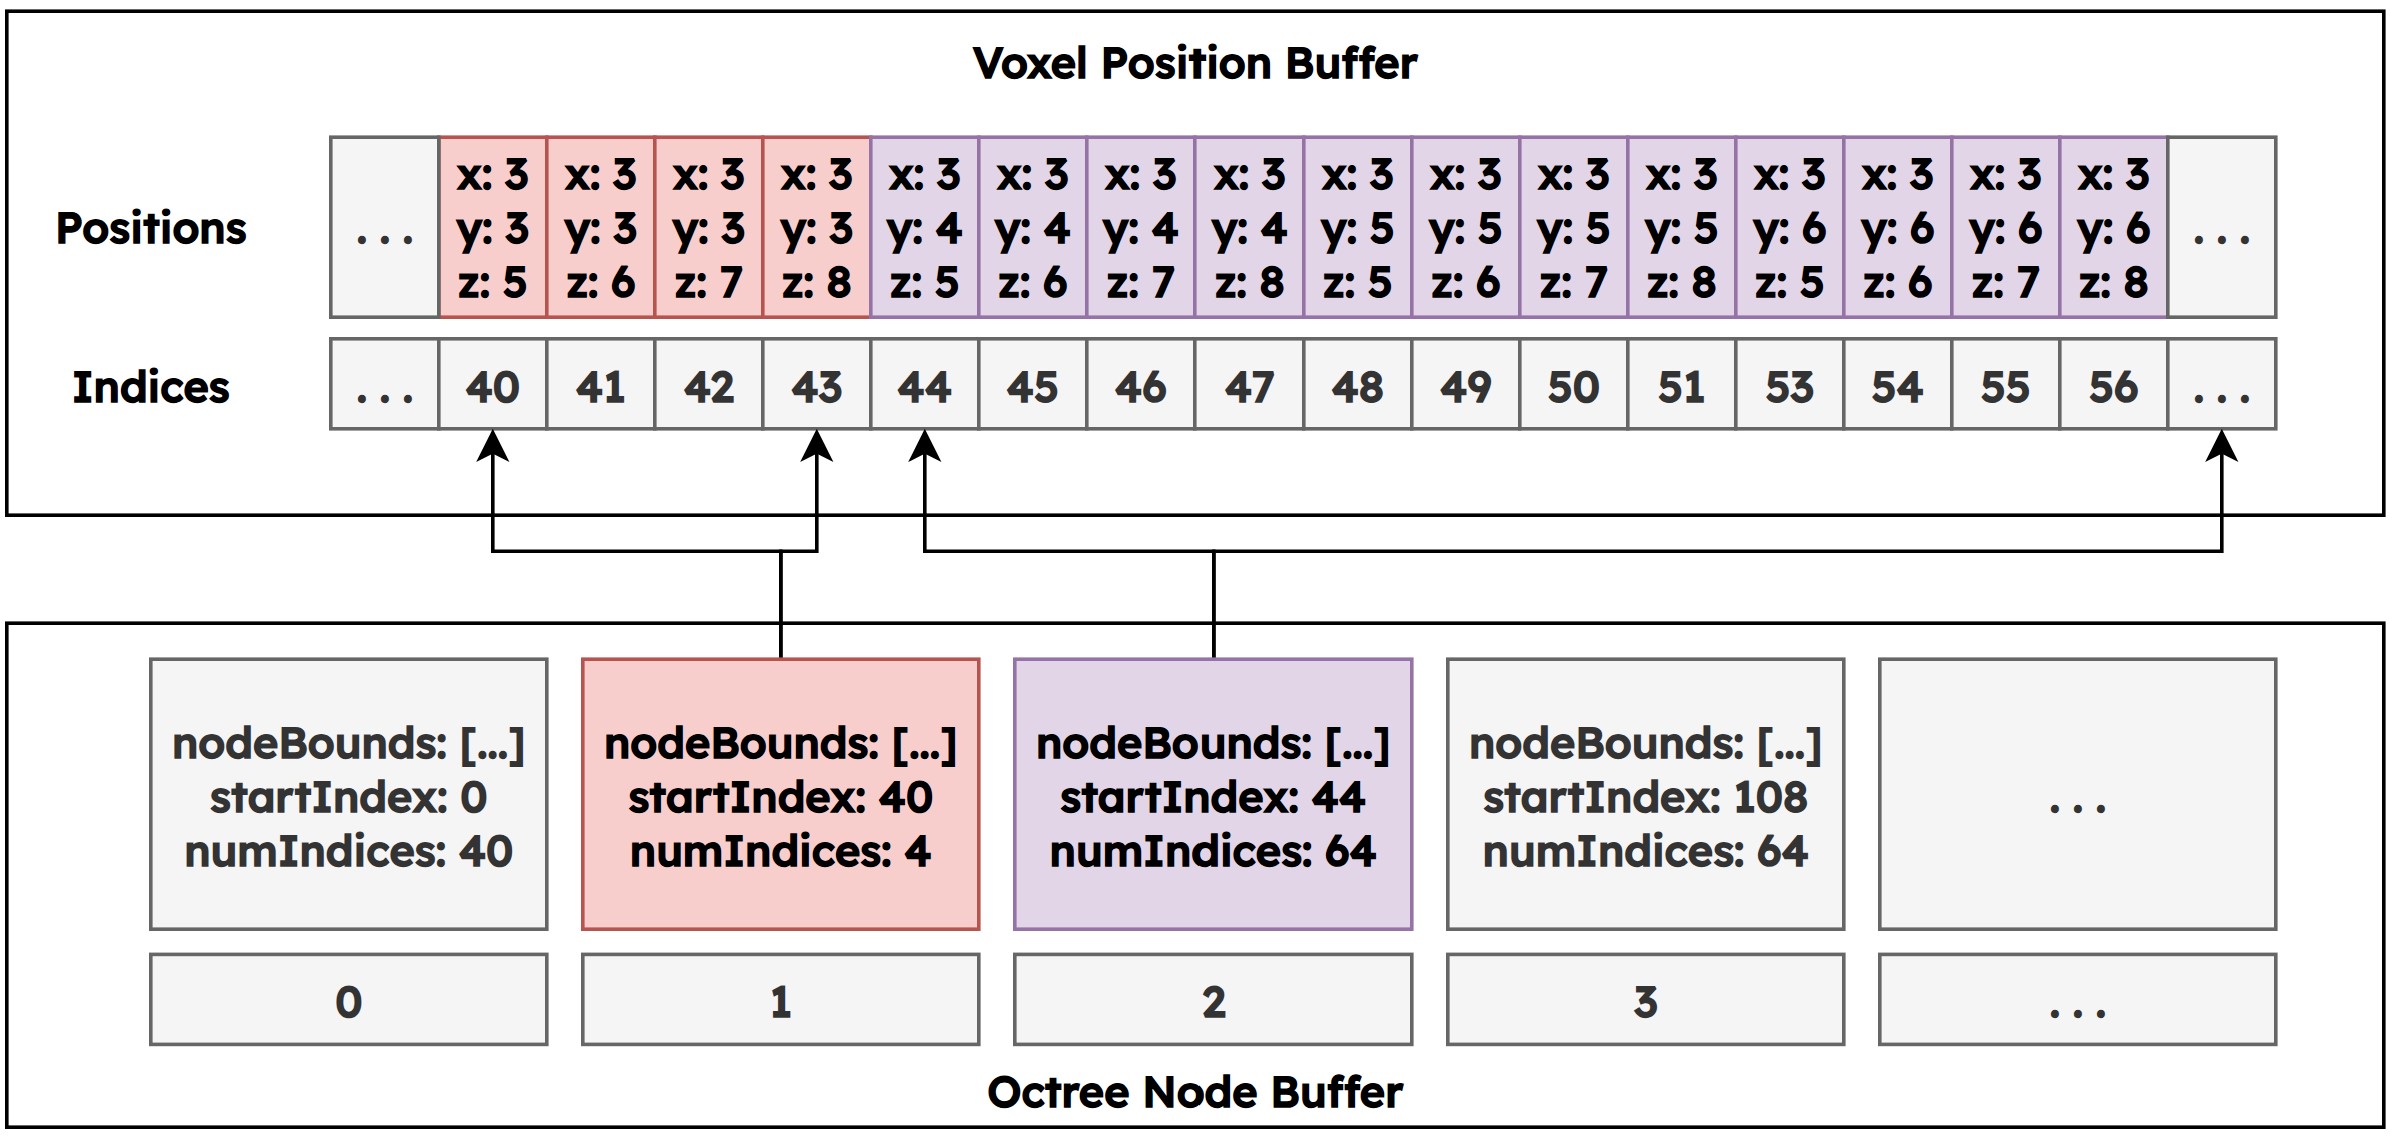 Voxel Position Buffer
Positions
... x: 3 x: 3 x: 3 x: 3 x: 3 x: 3 x: 3 x: 3 x: 3 x: 3 x: 3 x: 3 x: 3 x: 3 x: 3 x: 3 ...
y: 3 y: 3 y: 3 y: 3 y: 4 y: 4 y: 4 y: 4 y: 5 y: 5 y: 5 y: 5 y: 6 y: 6 y: 6 y: 6
z: 5 z: 6 z: 7 z: 8 z: 5 z: 6 z: 7 z: 8 z: 5 z: 6 z: 7 z: 8 z: 5 z: 6 z: 7 z: 8
Indices
... 40 41 42 43 44 45 46 47 48 49 50 51 53 54 55 56 ...
nodeBounds: [...]
startIndex: 0
numIndices: 40
nodeBounds: [...]
startIndex: 40
numIndices: 4
nodeBounds: [...]
startIndex: 44
numIndices: 64
nodeBounds: [...]
startIndex: 108
numIndices: 64
...
0 1 2 3 ...
Octree Node Buffer